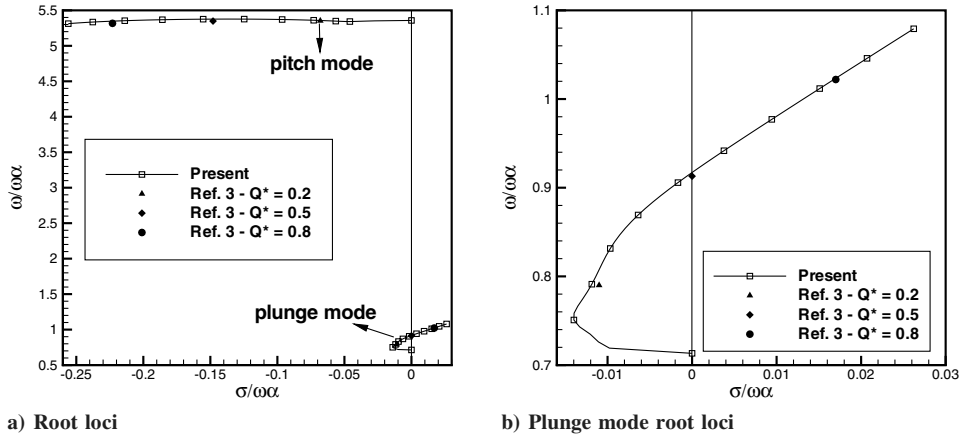 5.5
5
4.5
4
3.5
3
2.5
2
1.5
1
0.5
ω/ωα
pitch mode
Present
Ref. 3 - Q* = 0.2
Ref. 3 - Q* = 0.5
Ref. 3 - Q* = 0.8
plunge mode
-0.25
-0.2
-0.15
-0.1
-0.05
0
σ/ωα
a) Root loci
1.1
1
0.9
0.8
0.7
ω/ωα
Present
Ref. 3 - Q* = 0.2
Ref. 3 - Q* = 0.5
Ref. 3 - Q* = 0.8
-0.01
0
0.01
0.02
0.03
σ/ωα
b) Plunge mode root loci